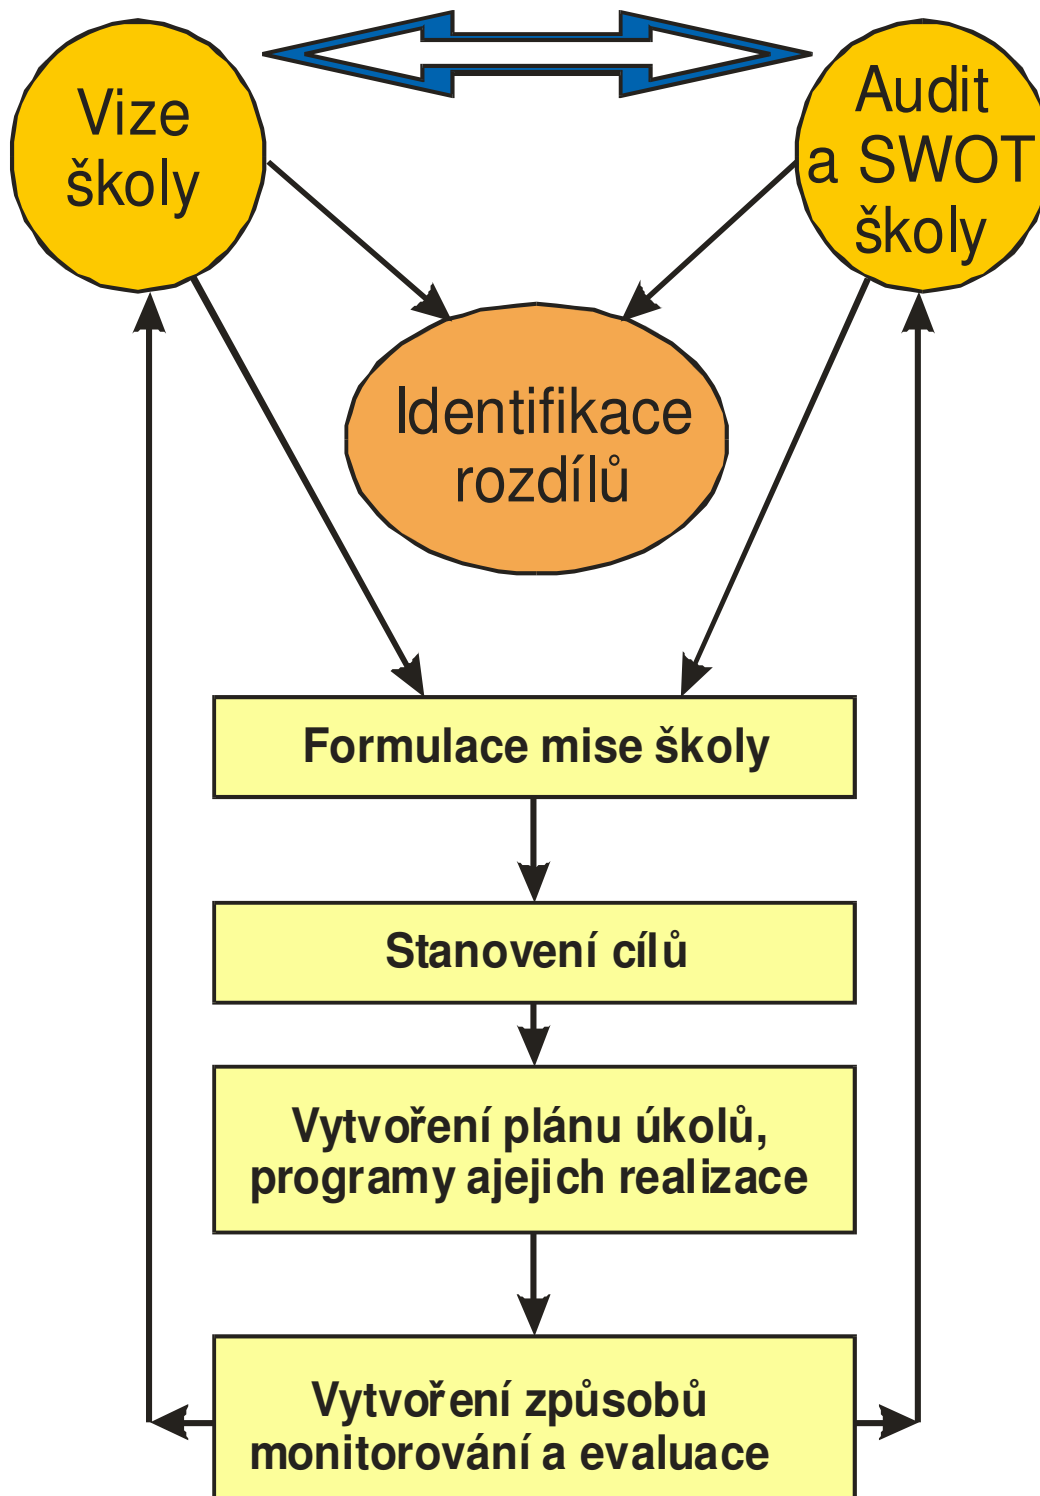 Vize
školy
Audit
a SWOT
školy
Identifikace
rozdílů
Formulace mise školy
Stanovení cílů
Vytvoření plánu úkolů,
programy ajejich realizace
Vytvoření způsobů
monitorování a evaluace